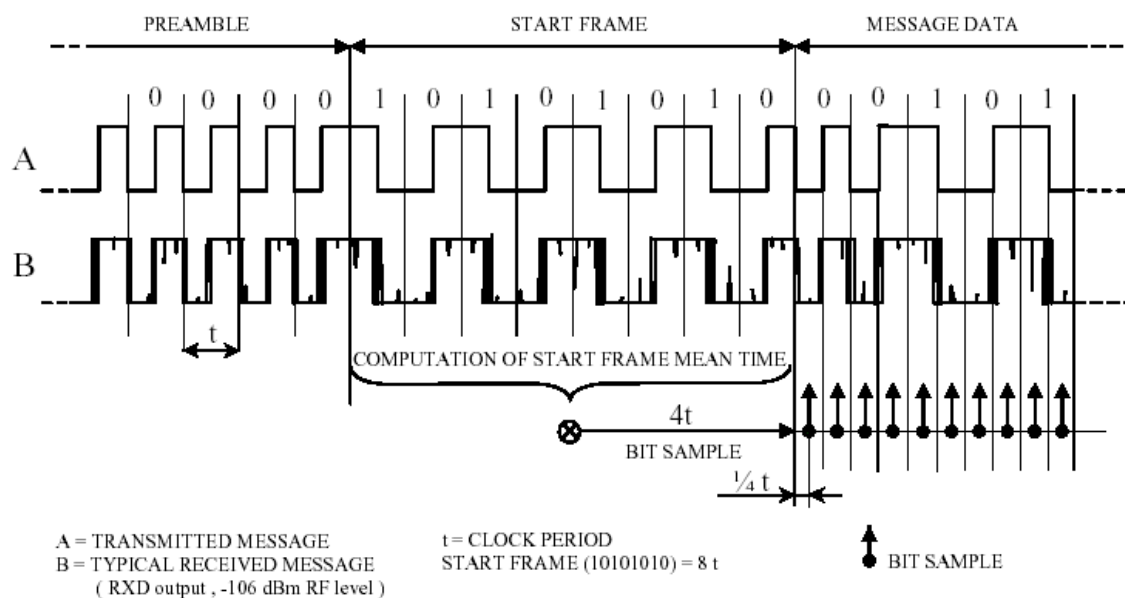 PREAMBLE START FRAME MESSAGE DATA
0 0 0 0 1 0 1 0 1 0 1 0 0 0 1 0 1
A
B
t
COMPUTATION OF START FRAME MEAN TIME
4t
BIT SAMPLE
¼ t
A = TRANSMITTED MESSAGE
B = TYPICAL RECEIVED MESSAGE
( RXD output , -106 dBm RF level )
t = CLOCK PERIOD
START FRAME (10101010) = 8 t
BIT SAMPLE